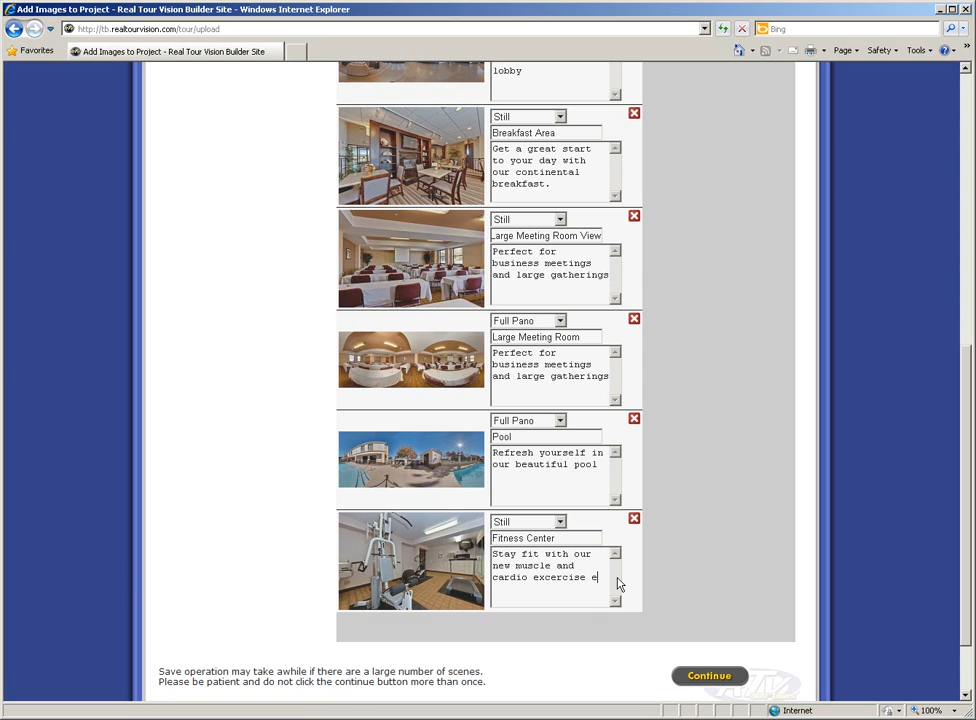 Add Images to Project - Real Tour Vision Builder Site - Windows Internet Explorer
http://tb.realtourvision.com/tour/upload
Bing
Favorites
Add Images to Project - Real Tour Vision Builder Site
Page
Safety
Tools
lobby
Still
Breakfast Area
Get a great start
to your day with
our continental
breakfast.
Still
Large Meeting Room View
Perfect for
business meetings
and large gatherings
Full Pano
Large Meeting Room
Perfect for
business meetings
and large gatherings
Full Pano
Pool
Refresh yourself in
our beautiful pool
Still
Fitness Center
Stay fit with our
new muscle and
cardio excercise e
Save operation may take awhile if there are a large number of scenes.
Please be patient and do not click the continue button more than once.
Continue
Internet
100%